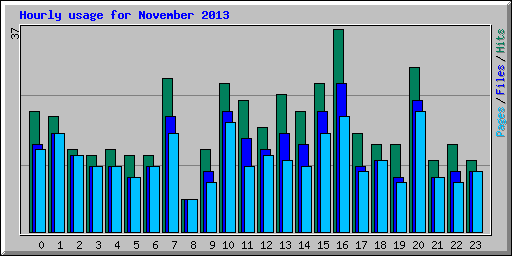 Hourly usage for November 2013
37
Pages/Files/Hits
0 1 2 3 4 5 6 7 8 9 10 11 12 13 14 15 16 17 18 19 20 21 22 23